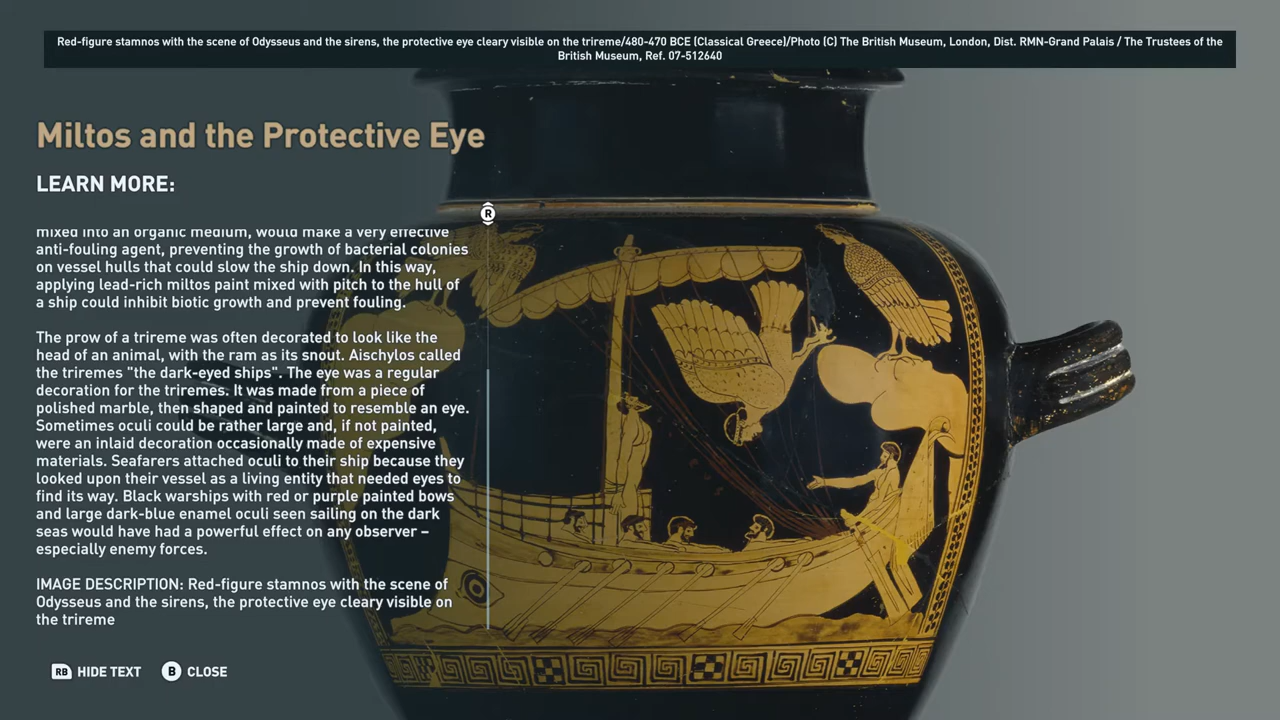 Red-figure stamnos with the scene of Odysseus and the sirens, the protective eye cleary visible on the trireme/480-470 BCE (Classical Greece)/Photo (C) The British Museum, London, Dist. RMN-Grand Palais / The Trustees of the
British Museum, Ref. 07-512640
Miltos and the Protective Eye
LEARN MORE:
R
mixed into an organic medium, would make a very effective
anti-fouling agent, preventing the growth of bacterial colonies
on vessel hulls that could slow the ship down. In this way,
applying lead-rich miltos paint mixed with pitch to the hull of
a ship could inhibit biotic growth and prevent fouling.
The prow of a trireme was often decorated to look like the
head of an animal, with the ram as its snout. Aischylos called
the triremes "the dark-eyed ships". The eye was a regular
decoration for the triremes. It was made from a piece of
polished marble, then shaped and painted to resemble an eye.
Sometimes oculi could be rather large and, if not painted,
were an inlaid decoration occasionally made of expensive
materials. Seafarers attached oculi to their ship because they
looked upon their vessel as a living entity that needed eyes to
find its way. Black warships with red or purple painted bows
and large dark-blue enamel oculi seen sailing on the dark
seas would have had a powerful effect on any observer –
especially enemy forces.
IMAGE DESCRIPTION: Red-figure stamnos with the scene of
Odysseus and the sirens, the protective eye cleary visible on
the trireme
RB HIDE TEXT B CLOSE